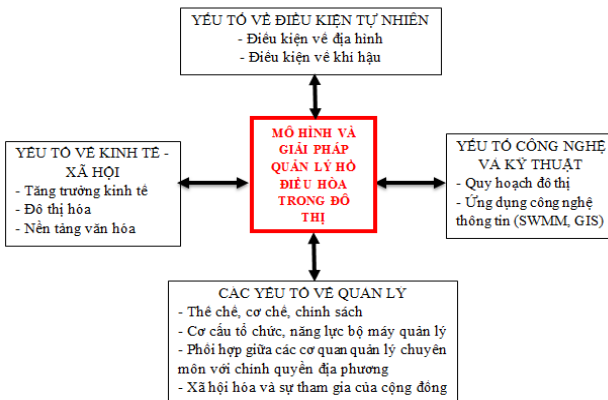 YẾU TỐ VỀ ĐIỀU KIỆN TỰ NHIÊN
- Điều kiện về địa hình
- Điều kiện về khí hậu
YẾU TỐ VỀ KINH TẾ -
XÃ HỘI
- Tăng trưởng kinh tế
- Đô thị hóa
- Nền tảng văn hóa
MÔ HÌNH VÀ
GIẢI PHÁP
QUẢN LÝ HỒ
ĐIỀU HÒA
TRONG ĐÔ
THỊ
YẾU TỐ CÔNG NGHỆ
VÀ KỸ THUẬT
- Quy hoạch đô thị
- Ứng dụng công nghệ
thông tin (SWMM, GIS)
CÁC YẾU TỐ VỀ QUẢN LÝ
- Thể chế, cơ chế, chính sách
- Cơ cấu tổ chức, năng lực bộ máy quản lý
- Phối hợp giữa các cơ quan quản lý chuyên
môn với chính quyền địa phương
- Xã hội hóa và sự tham gia của cộng đồng